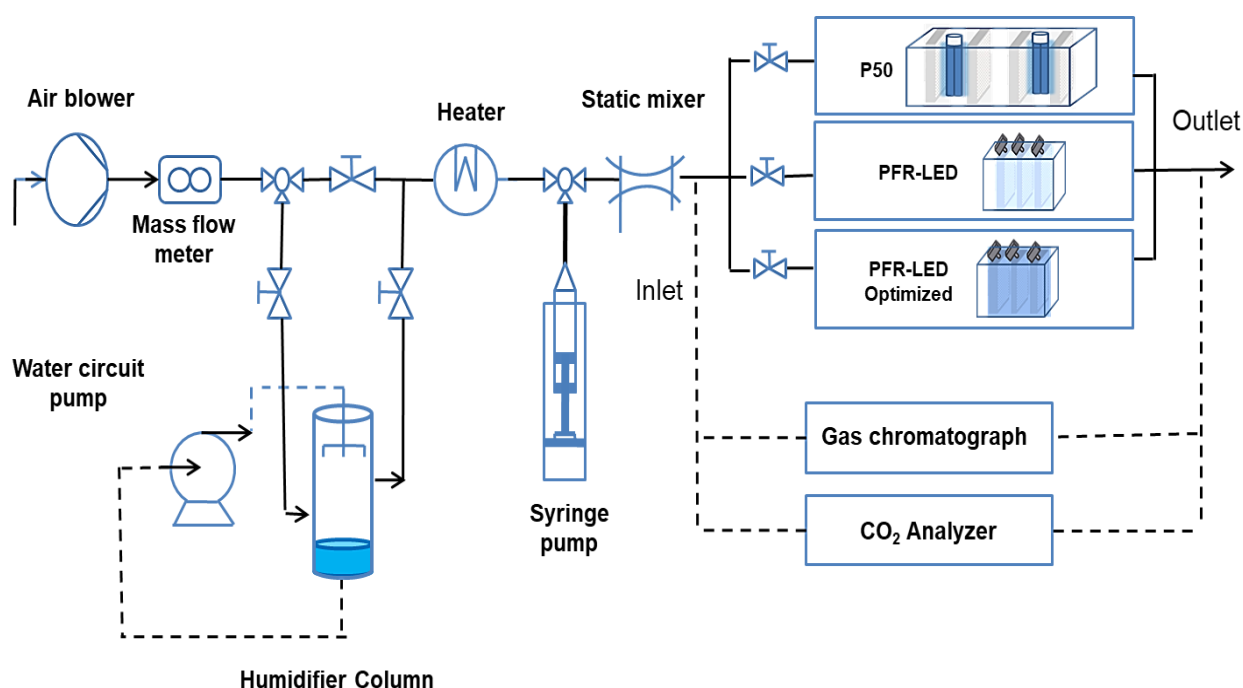 Air blower
Mass flow
meter
Heater
Static mixer
P50
PFR-LED
PFR-LED
Optimized
Outlet
Inlet
Water circuit
pump
Syringe
pump
Gas chromatograph
CO₂ Analyzer
Humidifier Column